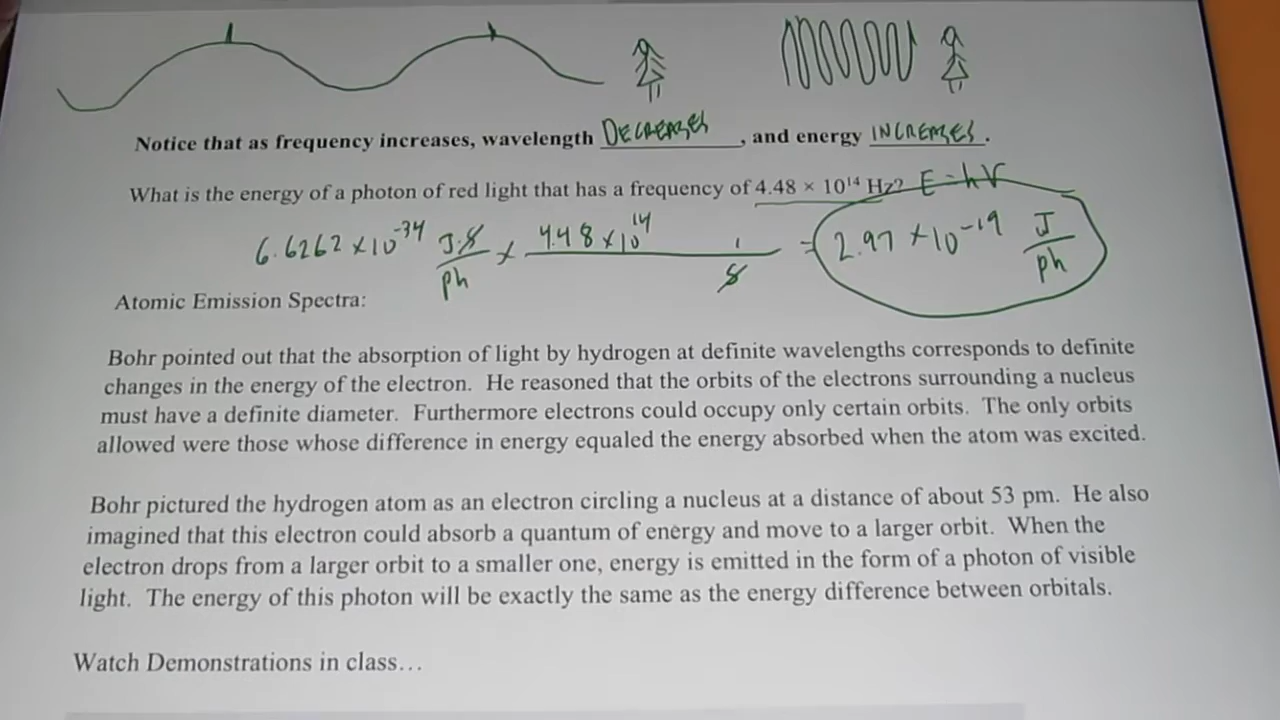 Notice that as frequency increases, wavelength DECREASES, and energy INCREASES.
What is the energy of a photon of red light that has a frequency of 4.48 × 10¹⁴ Hz? E=hν
6.6262 × 10⁻³⁴ J·s/ph × 4.48 × 10¹⁴ 1/s = 2.97 × 10⁻¹⁹ J/ph
Atomic Emission Spectra:
Bohr pointed out that the absorption of light by hydrogen at definite wavelengths corresponds to definite
changes in the energy of the electron. He reasoned that the orbits of the electrons surrounding a nucleus
must have a definite diameter. Furthermore electrons could occupy only certain orbits. The only orbits
allowed were those whose difference in energy equaled the energy absorbed when the atom was excited.
Bohr pictured the hydrogen atom as an electron circling a nucleus at a distance of about 53 pm. He also
imagined that this electron could absorb a quantum of energy and move to a larger orbit. When the
electron drops from a larger orbit to a smaller one, energy is emitted in the form of a photon of visible
light. The energy of this photon will be exactly the same as the energy difference between orbitals.
Watch Demonstrations in class…